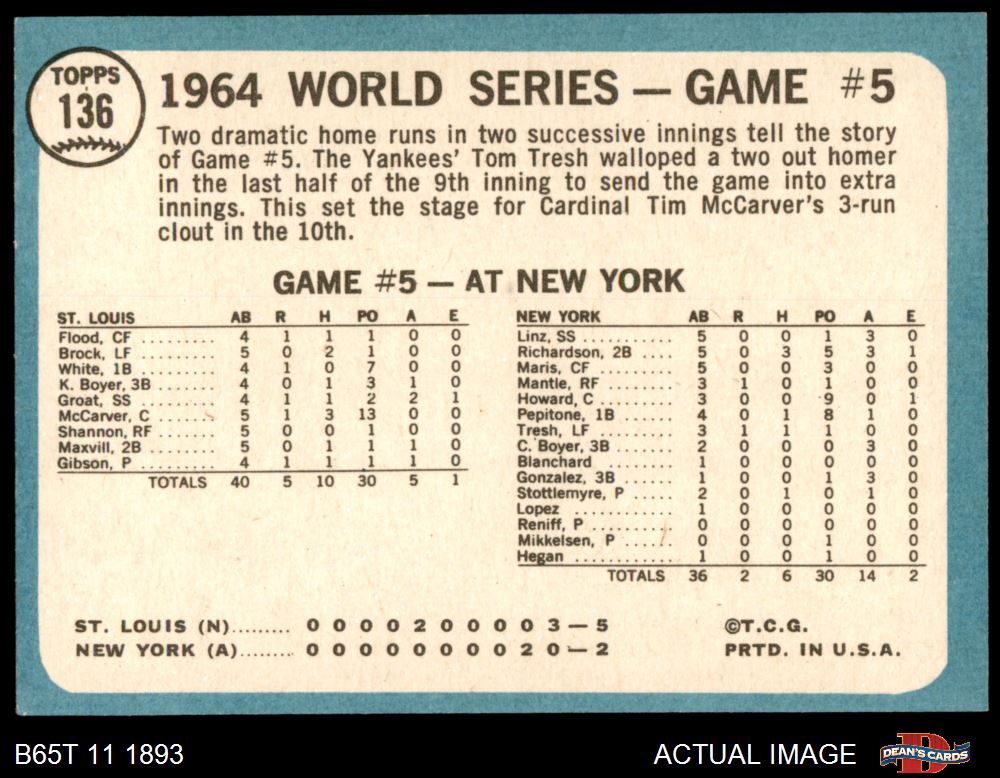 TOPPS
136
1964 WORLD SERIES — GAME #5
Two dramatic home runs in two successive innings tell the story
of Game #5. The Yankees' Tom Tresh walloped a two out homer
in the last half of the 9th inning to send the game into extra
innings. This set the stage for Cardinal Tim McCarver's 3-run
clout in the 10th.
GAME #5 — AT NEW YORK
ST. LOUIS AB R H PO A E
Flood, CF ......... 4 1 1 1 0 0
Brock, LF ......... 5 0 2 1 0 0
White, 1B ......... 4 1 0 7 0 0
K. Boyer, 3B ....... 4 0 1 3 1 0
Groat, SS ......... 4 1 1 2 2 1
McCarver, C ....... 5 1 3 13 0 0
Shannon, RF ....... 5 0 0 1 0 0
Maxvill, 2B ........ 5 0 1 1 1 0
Gibson, P ......... 4 1 1 1 1 0
TOTALS 40 5 10 30 5 1
NEW YORK AB R H PO A E
Linz, SS ........... 5 0 0 1 3 0
Richardson, 2B .... 5 0 3 5 3 1
Maris, CF .......... 5 0 0 3 0 0
Mantle, RF ........ 3 1 0 1 0 0
Howard, C ......... 3 0 0 9 0 1
Pepitone, 1B ....... 4 0 1 8 1 0
Tresh, LF .......... 3 1 1 1 0 0
C. Boyer, 3B ....... 2 0 0 0 3 0
Blanchard ........ 1 0 0 0 0 0
Gonzalez, 3B ...... 1 0 0 1 3 0
Stottlemyre, P ..... 2 0 1 0 1 0
Lopez ............ 1 0 0 0 0 0
Reniff, P .......... 0 0 0 0 0 0
Mikkelsen, P ...... 0 0 0 1 0 0
Hegan ............ 1 0 0 1 0 0
TOTALS 36 2 6 30 14 2
ST. LOUIS (N)......... 0 0 0 0 2 0 0 0 0 3 — 5
NEW YORK (A)........ 0 0 0 0 0 0 0 0 2 0 — 2
©T.C.G.
PRTD. IN U.S.A.
B65T 11 1893
ACTUAL IMAGE
DEAN'S CARDS